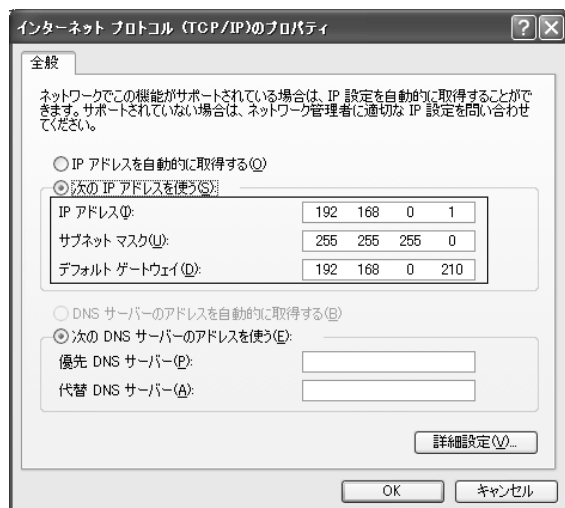 インターネット プロトコル (TCP/IP)のプロパティ
全般
ネットワークでこの機能がサポートされている場合は、IP 設定を自動的に取得することがで
きます。サポートされていない場合は、ネットワーク管理者に適切な IP 設定を問い合わせ
てください。
IP アドレスを自動的に取得する(O)
次の IP アドレスを使う(S):
IP アドレス(I): 192 168 0 1
サブネット マスク(U): 255 255 255 0
デフォルト ゲートウェイ(D): 192 168 0 210
DNS サーバーのアドレスを自動的に取得する(B)
次の DNS サーバーのアドレスを使う(E):
優先 DNS サーバー(P):
代替 DNS サーバー(A):
詳細設定(V)...
OK キャンセル